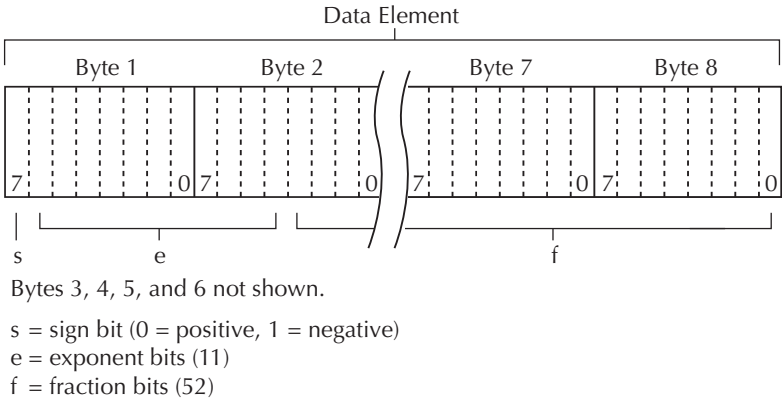 Data Element
Byte 1 Byte 2 Byte 7 Byte 8
7 0 7 0 7 0 7 0
s e f
Bytes 3, 4, 5, and 6 not shown.
s = sign bit (0 = positive, 1 = negative)
e = exponent bits (11)
f = fraction bits (52)